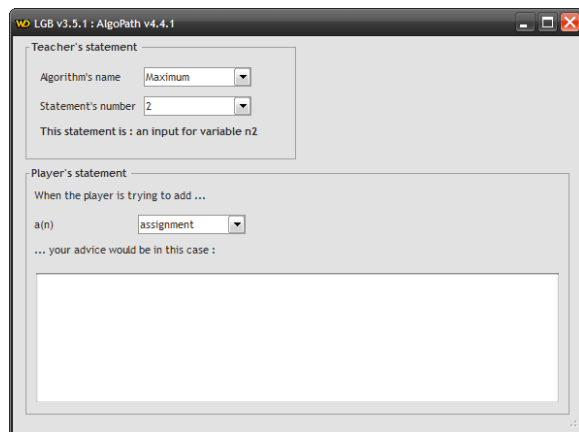 WD LGB v3.5.1 : AlgoPath v4.4.1
Teacher's statement
Algorithm's name Maximum
Statement's number 2
This statement is : an input for variable n2
Player's statement
When the player is trying to add ...
a(n) assignment
... your advice would be in this case :